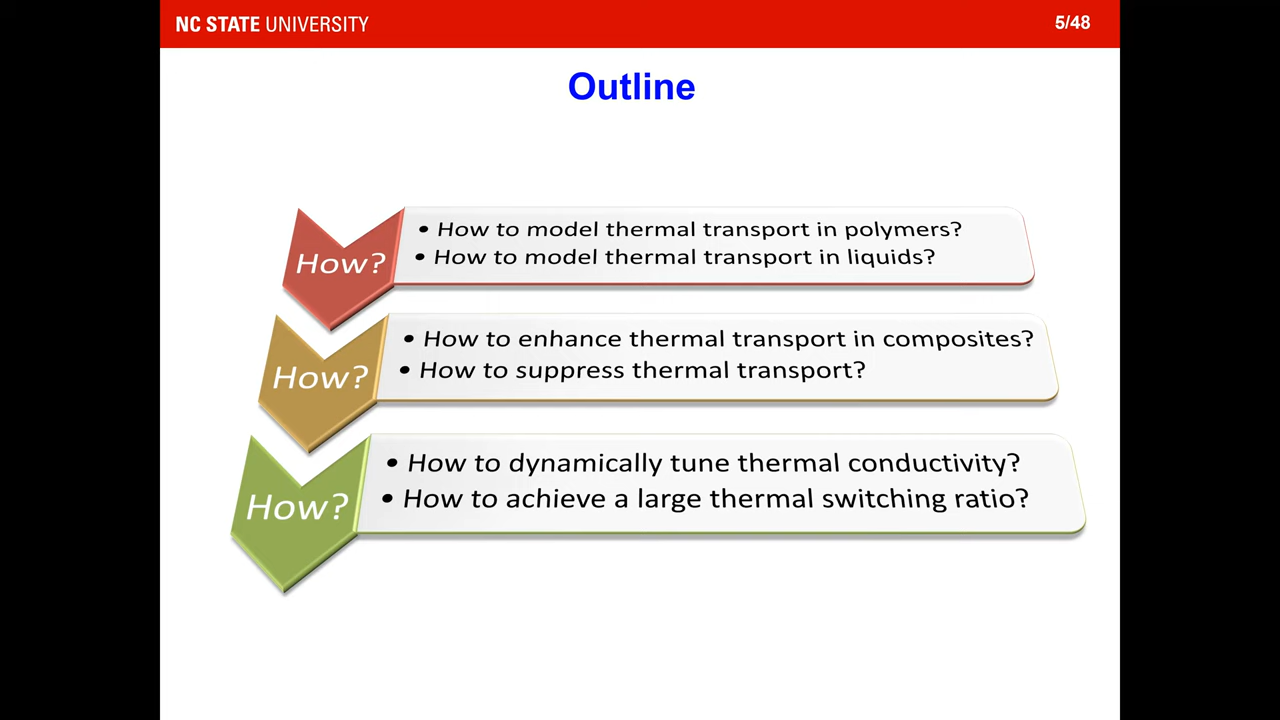 NC STATE UNIVERSITY
5/48
Outline
How?
• How to model thermal transport in polymers?
• How to model thermal transport in liquids?
How?
• How to enhance thermal transport in composites?
• How to suppress thermal transport?
How?
• How to dynamically tune thermal conductivity?
• How to achieve a large thermal switching ratio?